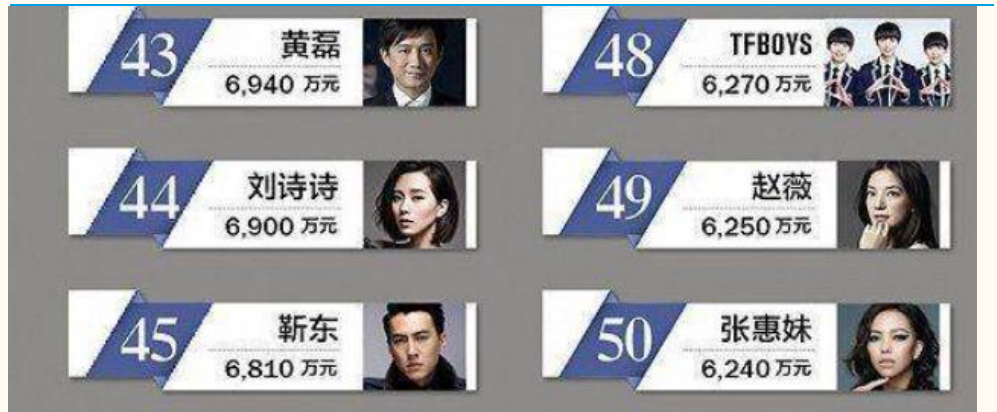 43
黄磊
6,940 万元
44
刘诗诗
6,900 万元
45
靳东
6,810 万元
48
TFBOYS
6,270 万元
49
赵薇
6,250 万元
50
张惠妹
6,240 万元